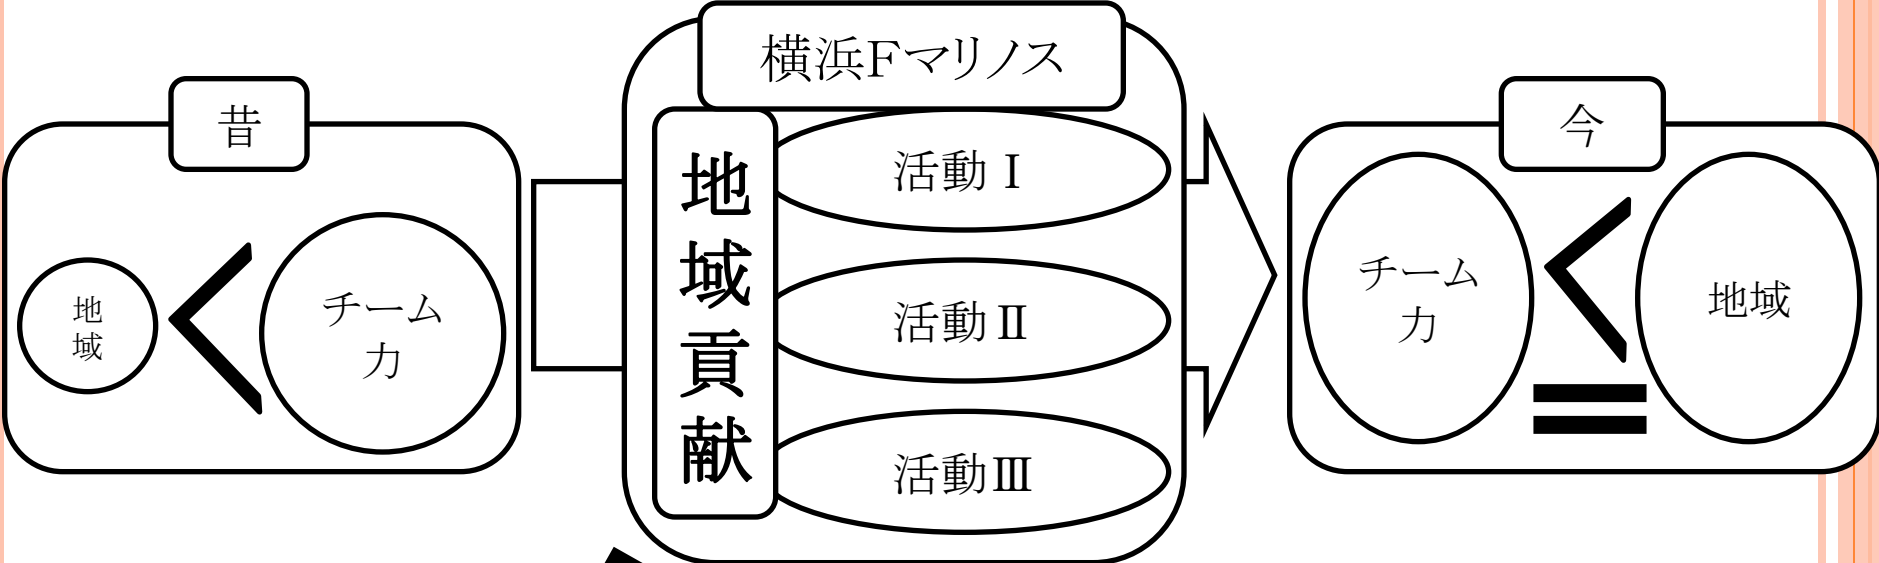 昔
地
域
<
チーム
力
横浜Fマリノス
地
域
貢
献
活動Ⅰ
活動Ⅱ
活動Ⅲ
今
チーム
力
<
=
地域